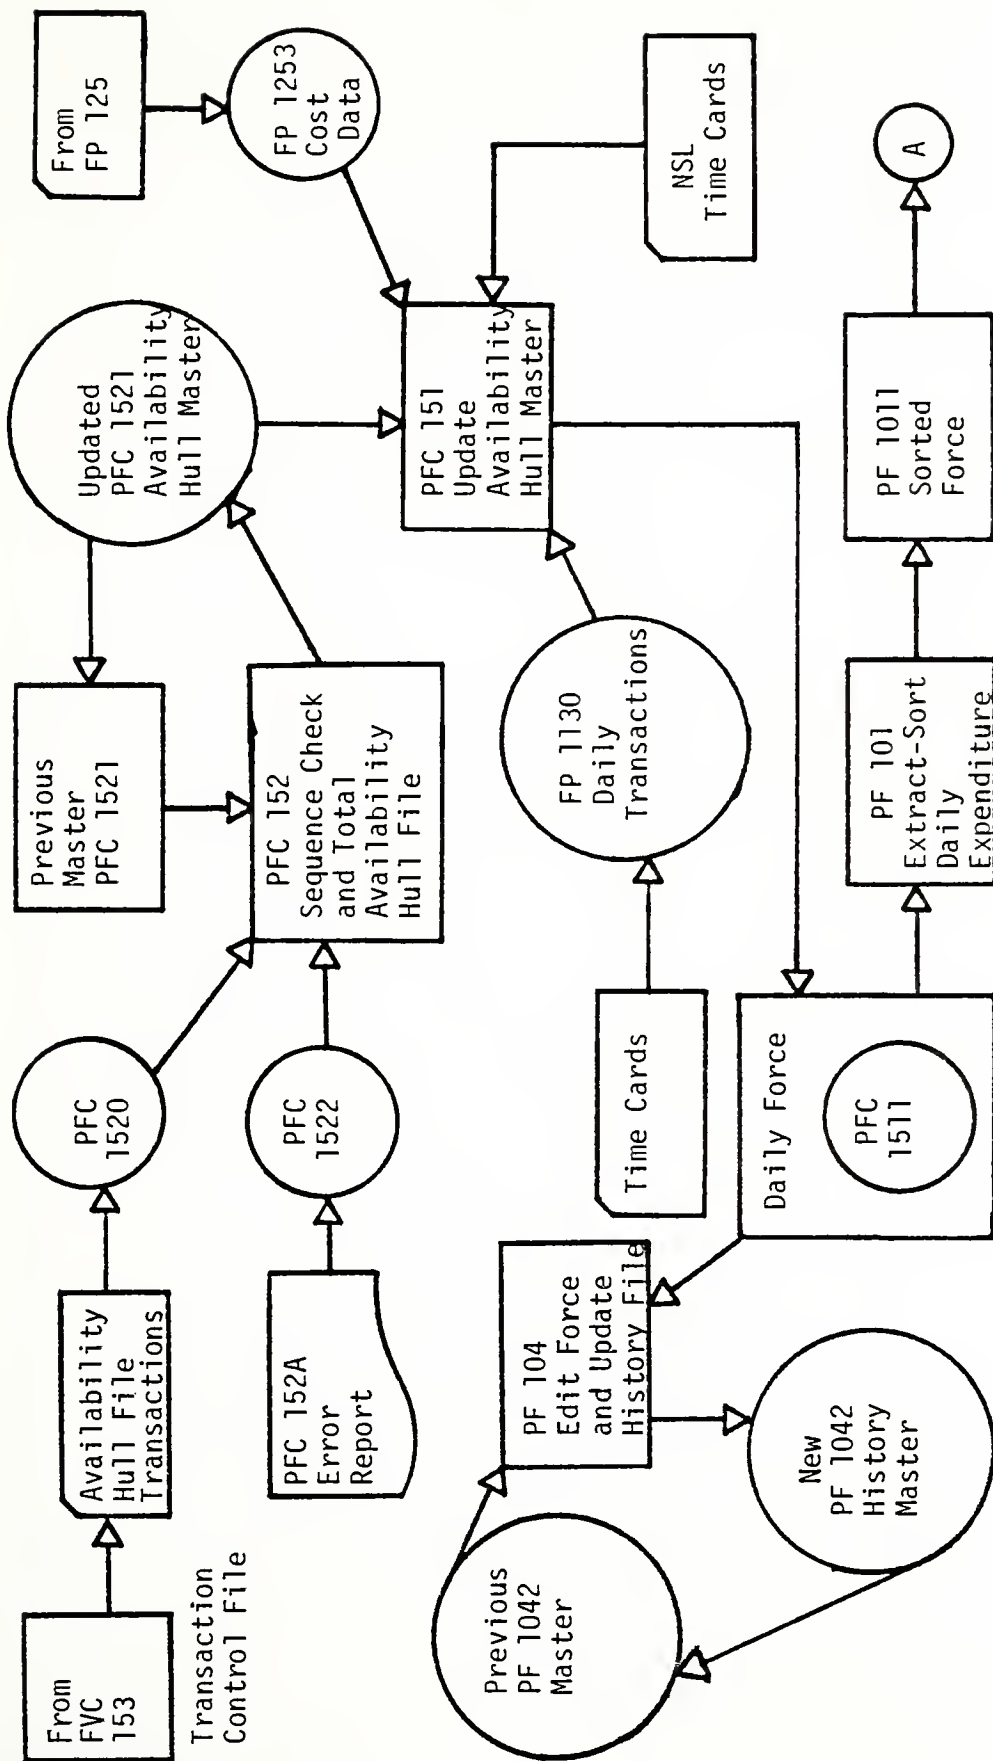 From
FVC
153
Transaction
Control File
Availability
Hull File
Transactions
PFC
1520
Previous
Master
PFC 1521
Updated
PFC 1521
Availability
Hull Master
From
FP 125
FP 1253
Cost
Data
PFC 152A
Error
Report
PFC
1522
PFC 152
Sequence Check
and Total
Availability
Hull File
PFC 151
Update
Availability
Hull Master
NSL
Time Cards
Previous
PF 1042
Master
PF 104
Edit Force
and Update
History File
Time Cards
FP 1130
Daily
Transactions
New
PF 1042
History
Master
Daily Force
PFC
1511
PF 101
Extract-Sort
Daily
Expenditure
PF 1011
Sorted
Force
A